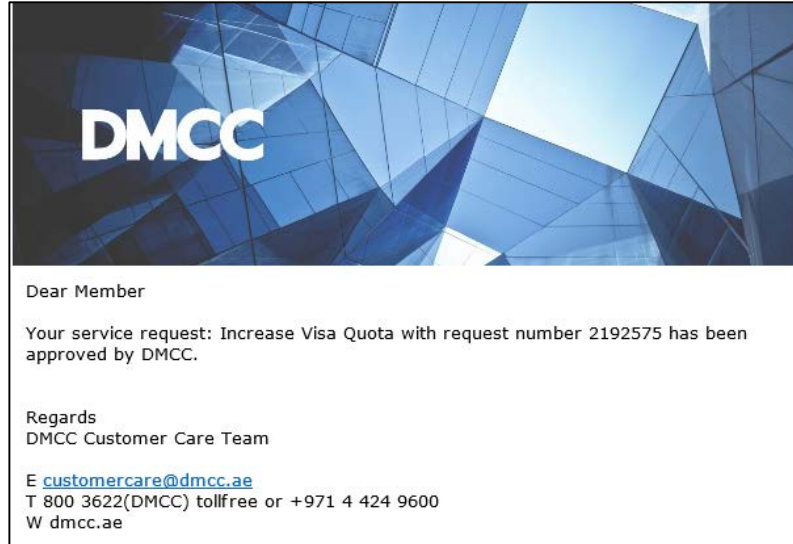 DMCC
Dear Member
Your service request: Increase Visa Quota with request number 2192575 has been
approved by DMCC.
Regards
DMCC Customer Care Team
E customercare@dmcc.ae
T 800 3622(DMCC) tollfree or +971 4 424 9600
W dmcc.ae